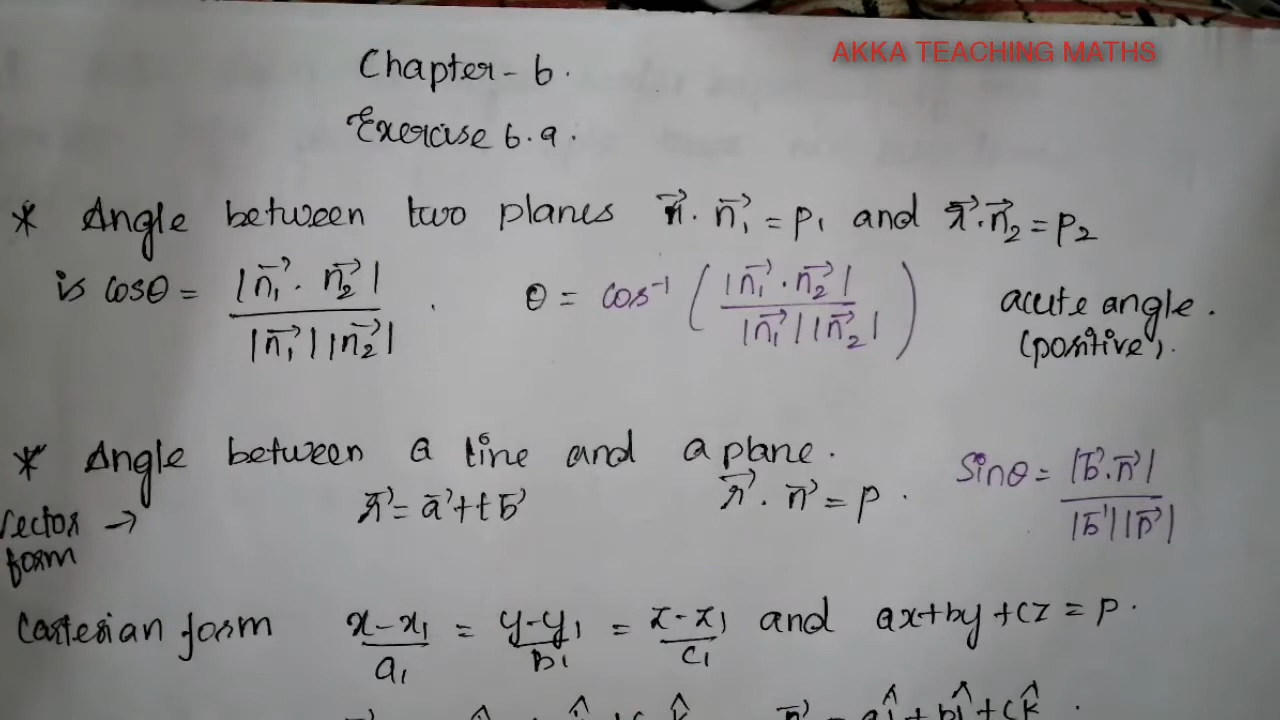 AKKA TEACHING MATHS
Chapter - 6.
Exercise 6.9.
* Angle between two planes r⃗ . n⃗₁ = p₁ and r⃗ . n⃗₂ = p₂
is cosθ = |n⃗₁ . n⃗₂| / |n⃗₁| |n⃗₂| . θ = cos⁻¹ ( |n⃗₁ . n⃗₂| / |n⃗₁| |n⃗₂| ) acute angle.
(positive).
* Angle between a line and a plane. Sinθ = |b⃗ . n⃗| / |b⃗| |n⃗|
Vector → r⃗ = a⃗ + t b⃗ r⃗ . n⃗ = p .
form
Cartesian form x - x₁ / a₁ = y - y₁ / b₁ = z - z₁ / c₁ and ax + by + cz = p .